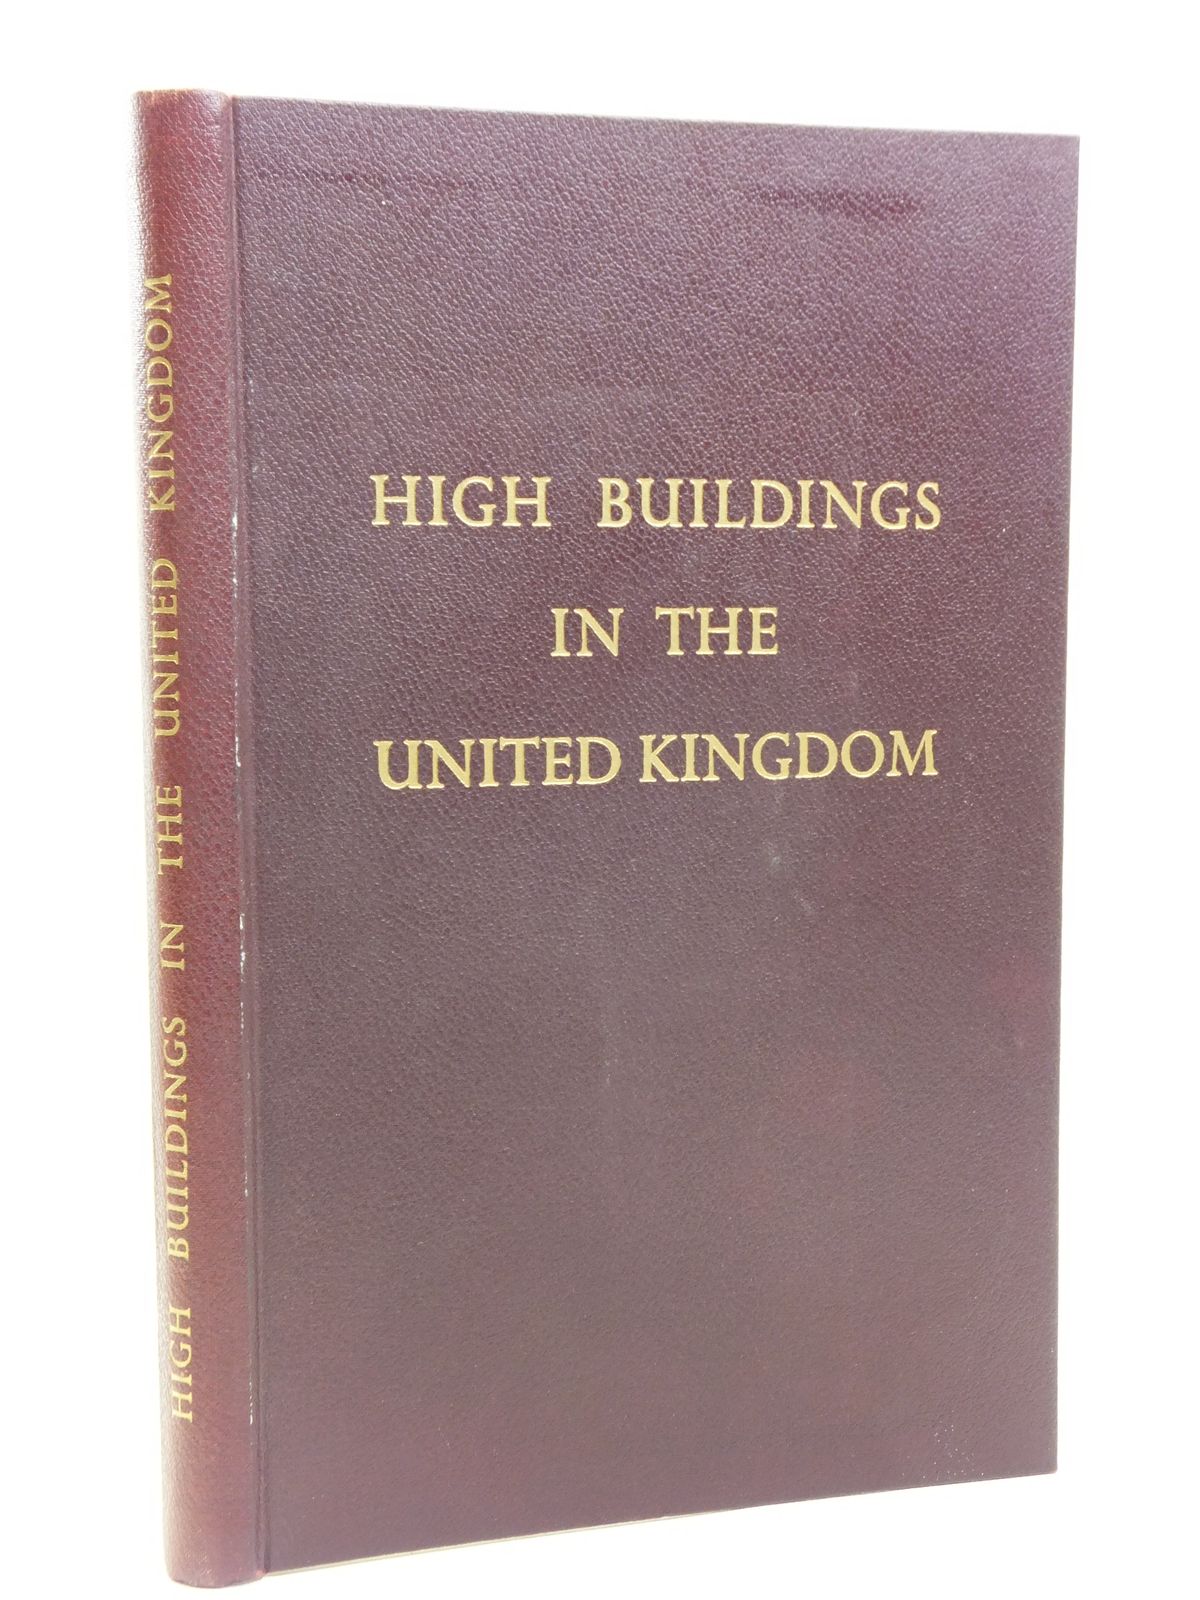 HIGH BUILDINGS IN THE UNITED KINGDOM
HIGH BUILDINGS
IN THE
UNITED KINGDOM